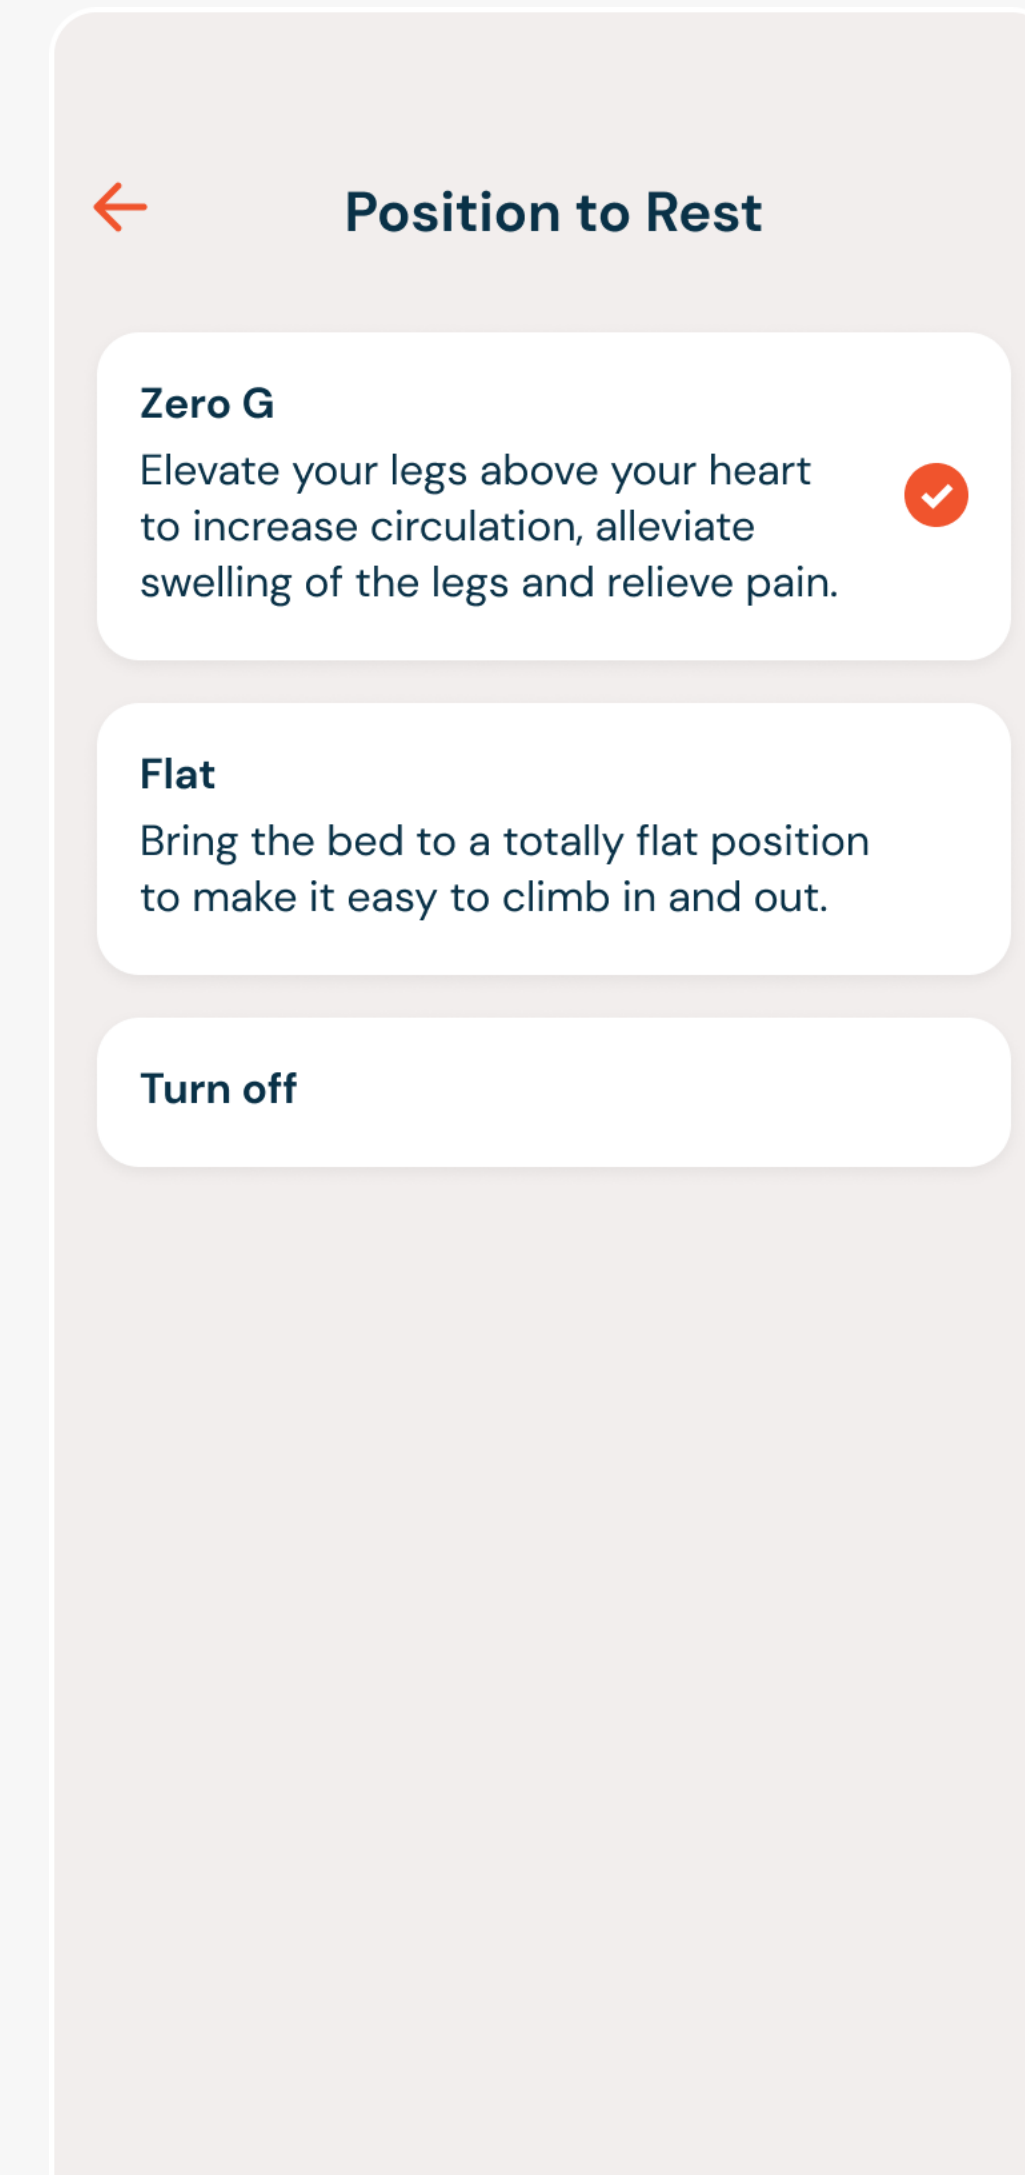 Position to Rest
Zero G
Elevate your legs above your heart
to increase circulation, alleviate
swelling of the legs and relieve pain.
Flat
Bring the bed to a totally flat position
to make it easy to climb in and out.
Turn off